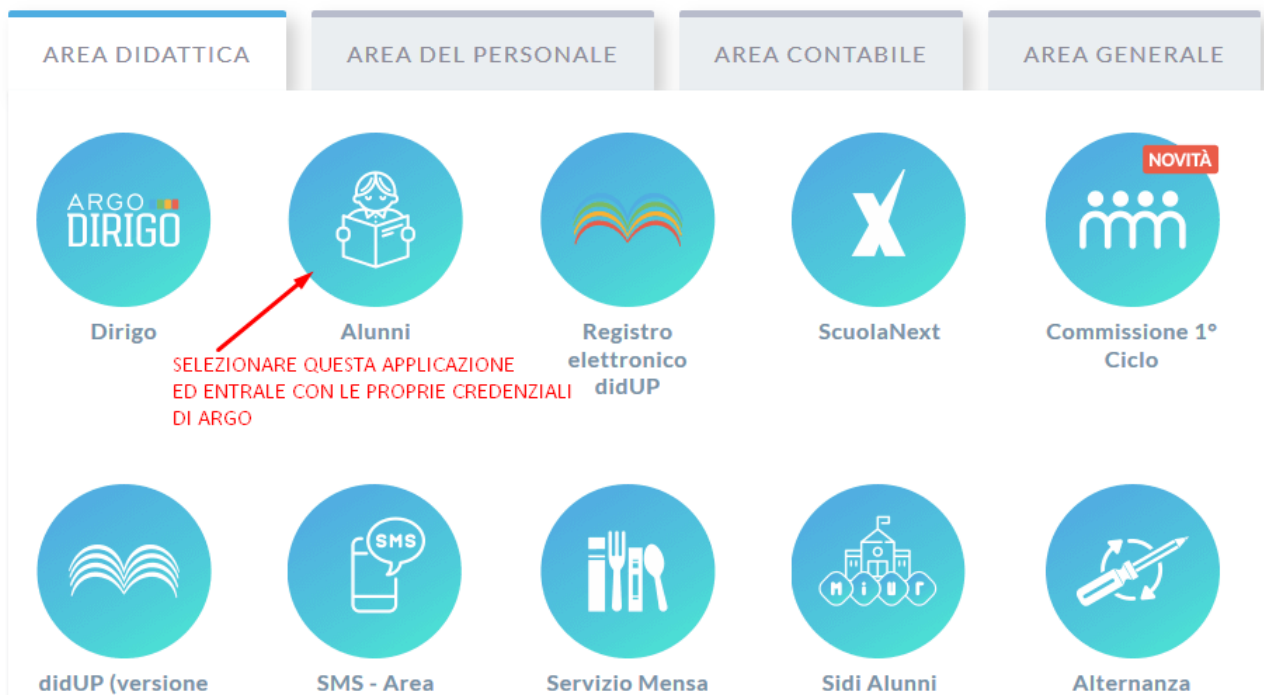 AREA DIDATTICA
AREA DEL PERSONALE
AREA CONTABILE
AREA GENERALE
ARGO
DIRIGO
X
NOVITÀ
Dirigo
Alunni
Registro
elettronico
didUP
ScuolaNext
Commissione 1°
Ciclo
SELEZIONARE QUESTA APPLICAZIONE
ED ENTRALE CON LE PROPRIE CREDENZIALI
DI ARGO
SMS
MiUr
didUP (versione
SMS - Area
Servizio Mensa
Sidi Alunni
Alternanza